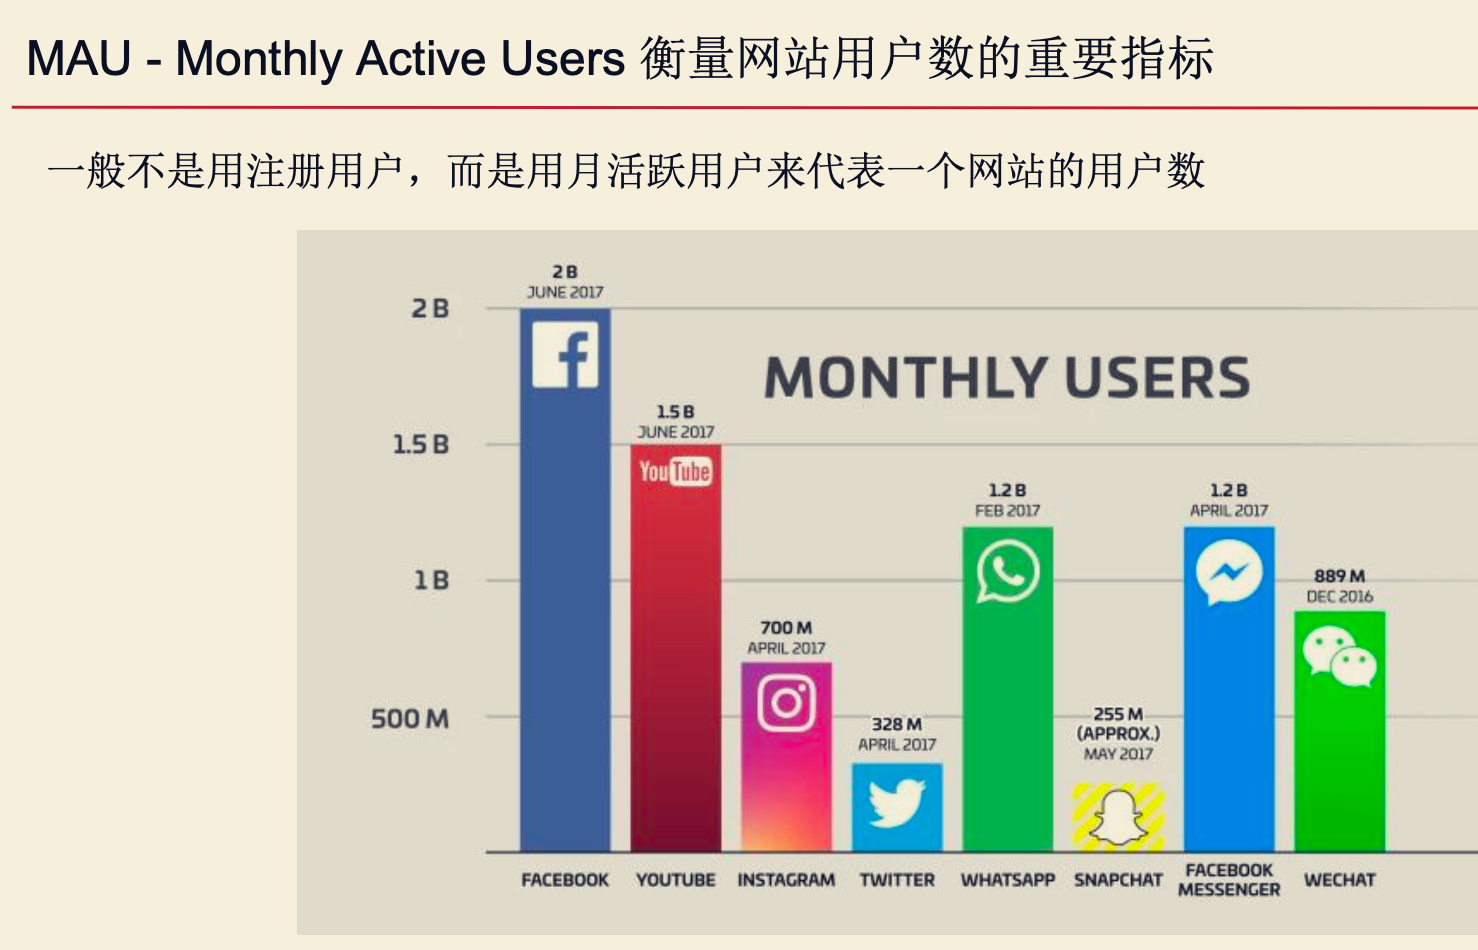 MAU - Monthly Active Users 衡量网站用户数的重要指标
一般不是用注册用户，而是用月活跃用户来代表一个网站的用户数
MONTHLY USERS
2 B
1.5 B
1 B
500 M
2 B
JUNE 2017
1.5 B
JUNE 2017
YouTube
700 M
APRIL 2017
328 M
APRIL 2017
1.2 B
FEB 2017
255 M
(APPROX.)
MAY 2017
1.2 B
APRIL 2017
889 M
DEC 2016
FACEBOOK
YOUTUBE
INSTAGRAM
TWITTER
WHATSAPP
SNAPCHAT
FACEBOOK
MESSENGER
WECHAT